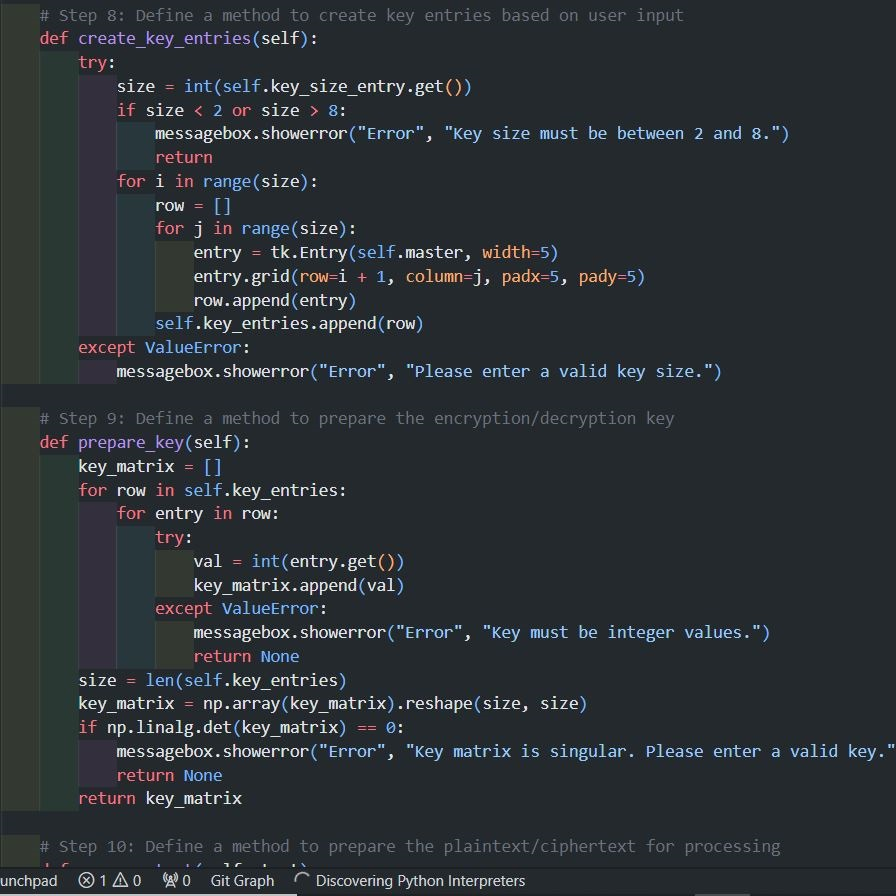 # Step 8: Define a method to create key entries based on user input
def create_key_entries(self):
    try:
        size = int(self.key_size_entry.get())
        if size < 2 or size > 8:
            messagebox.showerror("Error", "Key size must be between 2 and 8.")
            return
        for i in range(size):
            row = []
            for j in range(size):
                entry = tk.Entry(self.master, width=5)
                entry.grid(row=i + 1, column=j, padx=5, pady=5)
                row.append(entry)
            self.key_entries.append(row)
    except ValueError:
        messagebox.showerror("Error", "Please enter a valid key size.")
# Step 9: Define a method to prepare the encryption/decryption key
def prepare_key(self):
    key_matrix = []
    for row in self.key_entries:
        for entry in row:
            try:
                val = int(entry.get())
                key_matrix.append(val)
            except ValueError:
                messagebox.showerror("Error", "Key must be integer values.")
                return None
    size = len(self.key_entries)
    key_matrix = np.array(key_matrix).reshape(size, size)
    if np.linalg.det(key_matrix) == 0:
        messagebox.showerror("Error", "Key matrix is singular. Please enter a valid key."
        return None
    return key_matrix
# Step 10: Define a method to prepare the plaintext/ciphertext for processing
unchpad 1 0 0 Git Graph Discovering Python Interpreters